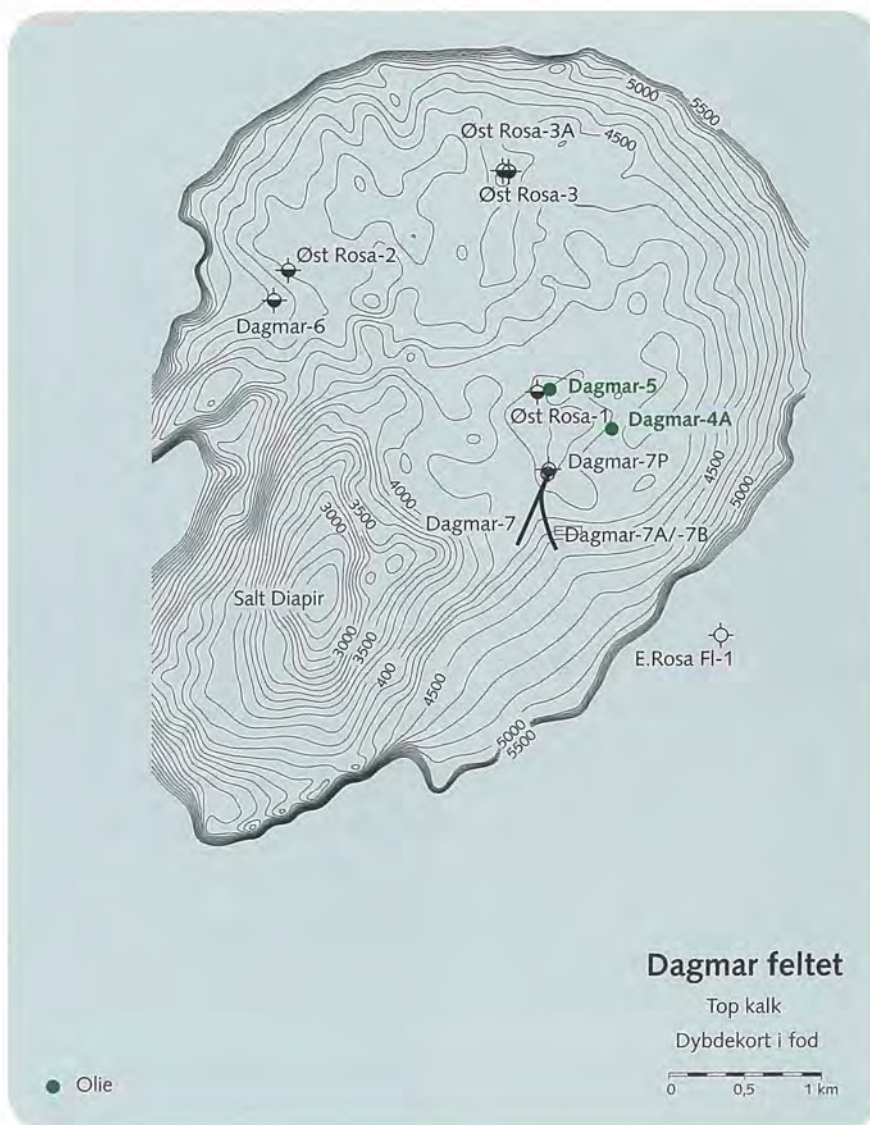 5000
5500
Øst Rosa-3A
4500
Øst Rosa-3
Øst Rosa-2
Dagmar-6
Dagmar-5
Øst Rosa-1
Dagmar-4A
Dagmar-7P
4500
4000
5000
3500
3000
Dagmar-7
Dagmar-7A/-7B
Salt Diapir
3000
3500
E.Rosa Fl-1
400
4500
5000
5500
Dagmar feltet
Top kalk
Dybdekort i fod
Olie
0 0,5 1 km